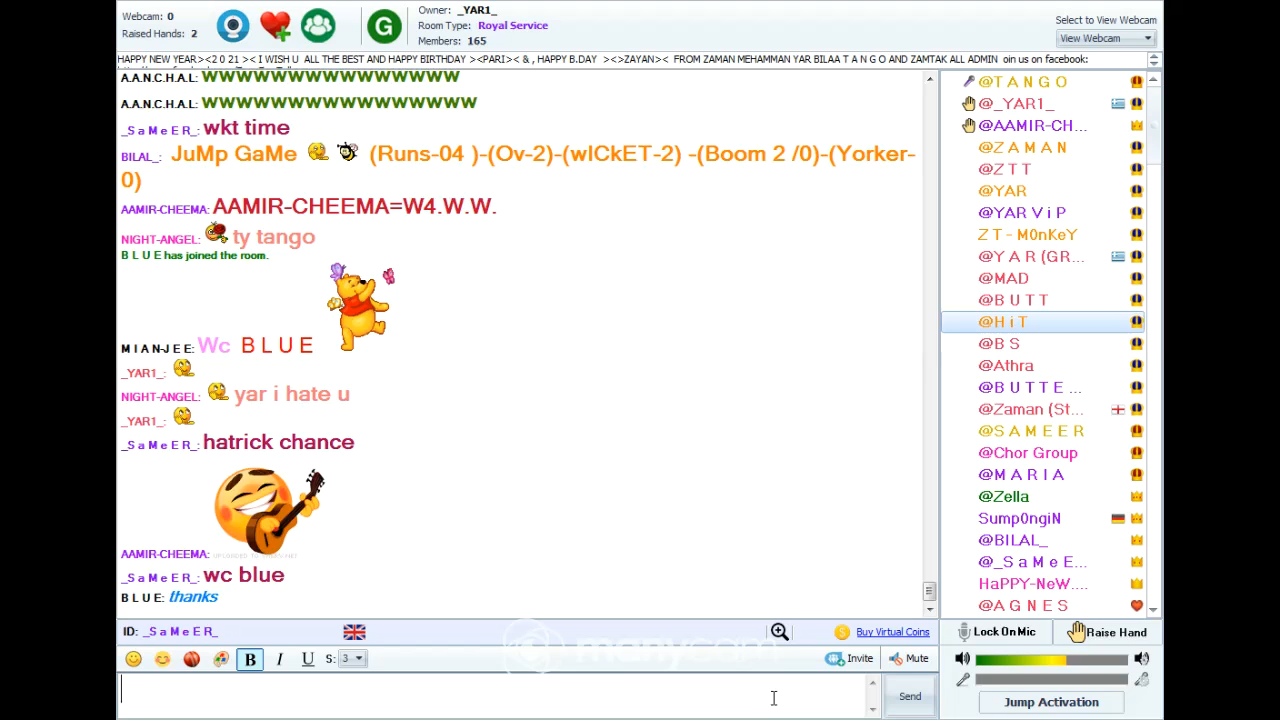 Webcam: 0
Raised Hands: 2
G
Owner: _YAR1_
Room Type: Royal Service
Members: 165
Select to View Webcam
View Webcam
HAPPY NEW YEAR><2 0 21 >< I WISH U ALL THE BEST AND HAPPY BIRTHDAY ><PARI>< & , HAPPY B.DAY ><>ZAYAN>< FROM ZAMAN MEHAMMAN YAR BILAA T A N G O AND ZAMTAK ALL ADMIN oin us on facebook:
A.A.N.C.H.A.L: WWWWWWWWWWWWWWW
A.A.N.C.H.A.L: WWWWWWWWWWWWWWWW
_S a M e E R_: wkt time
BILAL_: JuMp GaMe (Runs-04 )-(Ov-2)-(wICkET-2) -(Boom 2 /0)-(Yorker-
0)
AAMIR-CHEEMA: AAMIR-CHEEMA=W4.W.W.
NIGHT-ANGEL: ty tango
B L U E has joined the room.
M I A N-J E E: Wc B L U E
_YAR1_:
NIGHT-ANGEL: yar i hate u
_YAR1_:
_S a M e E R_: hatrick chance
AAMIR-CHEEMA:
_S a M e E R_: wc blue
B L U E: thanks
@T A N G O
@_YAR1_
@AAMIR-CH...
@Z A M A N
@Z T T
@YAR
@YAR V i P
Z T - M0nKeY
@Y A R (GR...
@MAD
@B U T T
@H i T
@B S
@Athra
@B U T T E ...
@Zaman (St...
@S A M E E R
@Chor Group
@M A R I A
@Zella
Sump0ngiN
@BILAL_
@_S a M e E...
HaPPY-NeW....
@A G N E S
ID: _S a M e E R_
Buy Virtual Coins
Lock On Mic
Raise Hand
manycam
B I U S: 3
Invite
Mute
Send
Jump Activation